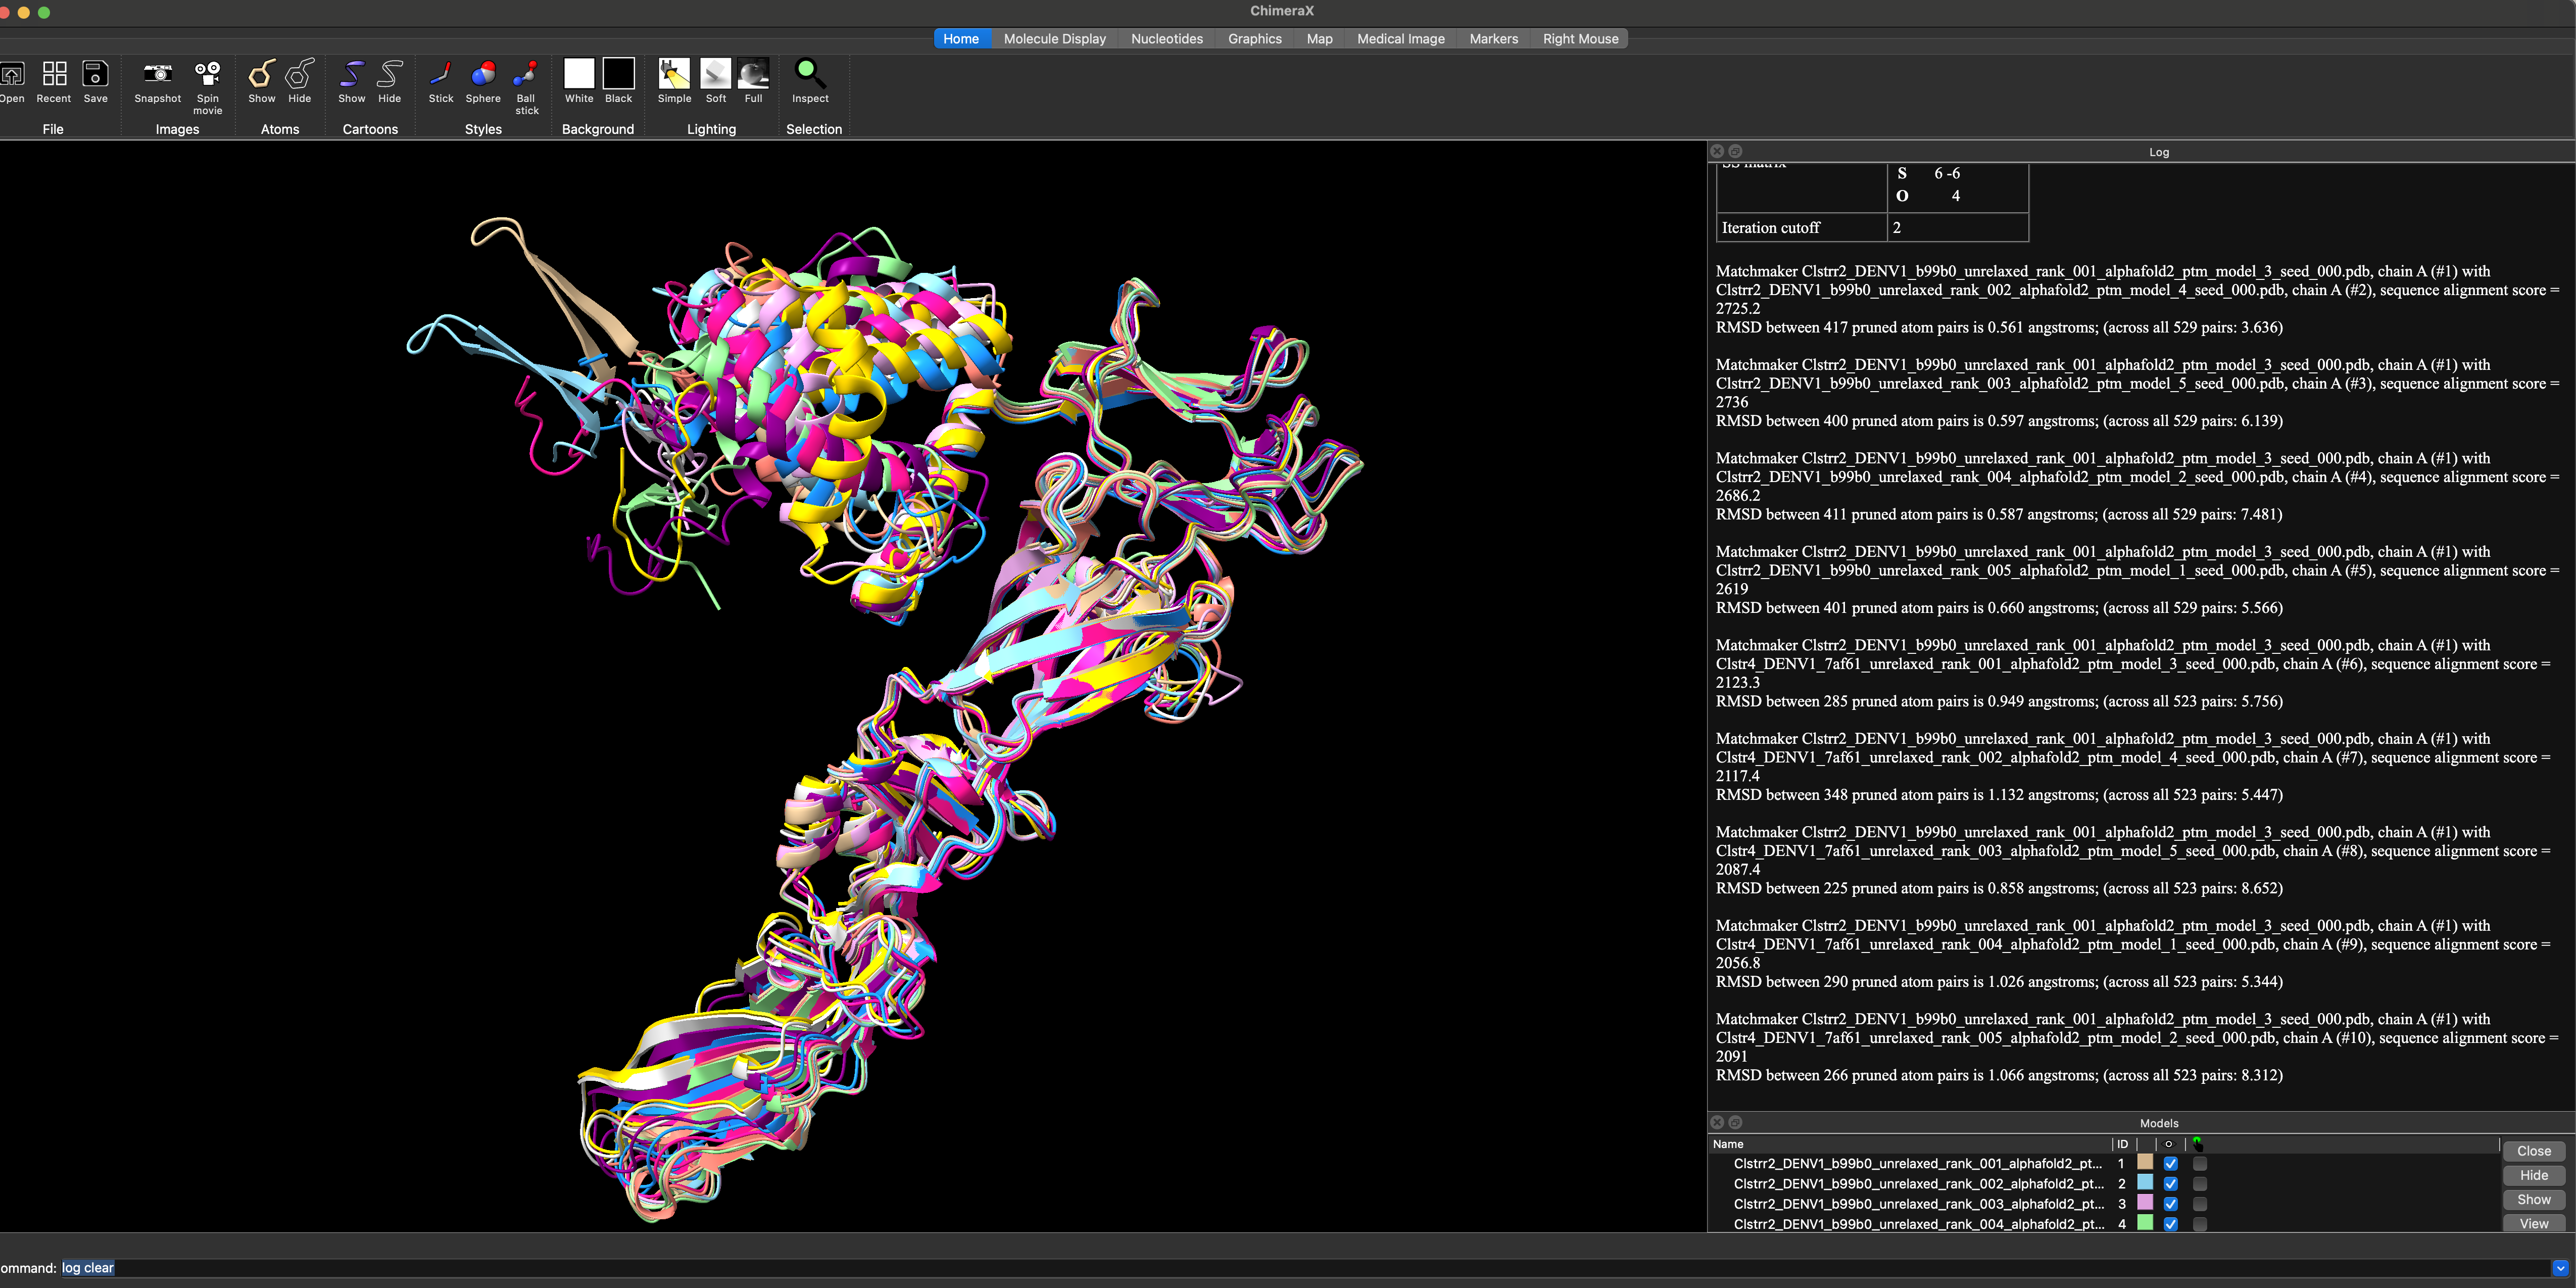 ChimeraX
Home Molecule Display Nucleotides Graphics Map Medical Image Markers Right Mouse
Open Recent Save Snapshot Spin movie Show Hide Show Hide Stick Sphere Ball stick White Black Simple Soft Full Inspect
File Images Atoms Cartoons Styles Background Lighting Selection
Log
SS matrix
S 6 -6
O 4
Iteration cutoff 2
Matchmaker Clstrr2_DENV1_b99b0_unrelaxed_rank_001_alphafold2_ptm_model_3_seed_000.pdb, chain A (#1) with
Clstrr2_DENV1_b99b0_unrelaxed_rank_002_alphafold2_ptm_model_4_seed_000.pdb, chain A (#2), sequence alignment score =
2725.2
RMSD between 417 pruned atom pairs is 0.561 angstroms; (across all 529 pairs: 3.636)
Matchmaker Clstrr2_DENV1_b99b0_unrelaxed_rank_001_alphafold2_ptm_model_3_seed_000.pdb, chain A (#1) with
Clstrr2_DENV1_b99b0_unrelaxed_rank_003_alphafold2_ptm_model_5_seed_000.pdb, chain A (#3), sequence alignment score =
2736
RMSD between 400 pruned atom pairs is 0.597 angstroms; (across all 529 pairs: 6.139)
Matchmaker Clstrr2_DENV1_b99b0_unrelaxed_rank_001_alphafold2_ptm_model_3_seed_000.pdb, chain A (#1) with
Clstrr2_DENV1_b99b0_unrelaxed_rank_004_alphafold2_ptm_model_2_seed_000.pdb, chain A (#4), sequence alignment score =
2686.2
RMSD between 411 pruned atom pairs is 0.587 angstroms; (across all 529 pairs: 7.481)
Matchmaker Clstrr2_DENV1_b99b0_unrelaxed_rank_001_alphafold2_ptm_model_3_seed_000.pdb, chain A (#1) with
Clstrr2_DENV1_b99b0_unrelaxed_rank_005_alphafold2_ptm_model_1_seed_000.pdb, chain A (#5), sequence alignment score =
2619
RMSD between 401 pruned atom pairs is 0.660 angstroms; (across all 529 pairs: 5.566)
Matchmaker Clstrr2_DENV1_b99b0_unrelaxed_rank_001_alphafold2_ptm_model_3_seed_000.pdb, chain A (#1) with
Clstr4_DENV1_7af61_unrelaxed_rank_001_alphafold2_ptm_model_3_seed_000.pdb, chain A (#6), sequence alignment score =
2123.3
RMSD between 285 pruned atom pairs is 0.949 angstroms; (across all 523 pairs: 5.756)
Matchmaker Clstrr2_DENV1_b99b0_unrelaxed_rank_001_alphafold2_ptm_model_3_seed_000.pdb, chain A (#1) with
Clstr4_DENV1_7af61_unrelaxed_rank_002_alphafold2_ptm_model_4_seed_000.pdb, chain A (#7), sequence alignment score =
2117.4
RMSD between 348 pruned atom pairs is 1.132 angstroms; (across all 523 pairs: 5.447)
Matchmaker Clstrr2_DENV1_b99b0_unrelaxed_rank_001_alphafold2_ptm_model_3_seed_000.pdb, chain A (#1) with
Clstr4_DENV1_7af61_unrelaxed_rank_003_alphafold2_ptm_model_5_seed_000.pdb, chain A (#8), sequence alignment score =
2087.4
RMSD between 225 pruned atom pairs is 0.858 angstroms; (across all 523 pairs: 8.652)
Matchmaker Clstrr2_DENV1_b99b0_unrelaxed_rank_001_alphafold2_ptm_model_3_seed_000.pdb, chain A (#1) with
Clstr4_DENV1_7af61_unrelaxed_rank_004_alphafold2_ptm_model_1_seed_000.pdb, chain A (#9), sequence alignment score =
2056.8
RMSD between 290 pruned atom pairs is 1.026 angstroms; (across all 523 pairs: 5.344)
Matchmaker Clstrr2_DENV1_b99b0_unrelaxed_rank_001_alphafold2_ptm_model_3_seed_000.pdb, chain A (#1) with
Clstr4_DENV1_7af61_unrelaxed_rank_005_alphafold2_ptm_model_2_seed_000.pdb, chain A (#10), sequence alignment score =
2091
RMSD between 266 pruned atom pairs is 1.066 angstroms; (across all 523 pairs: 8.312)
Models
Name ID
Close
Clstrr2_DENV1_b99b0_unrelaxed_rank_001_alphafold2_pt... 1
Hide
Clstrr2_DENV1_b99b0_unrelaxed_rank_002_alphafold2_pt... 2
Show
Clstrr2_DENV1_b99b0_unrelaxed_rank_003_alphafold2_pt... 3
Clstrr2_DENV1_b99b0_unrelaxed_rank_004_alphafold2_pt... 4
View
ommand: log clear